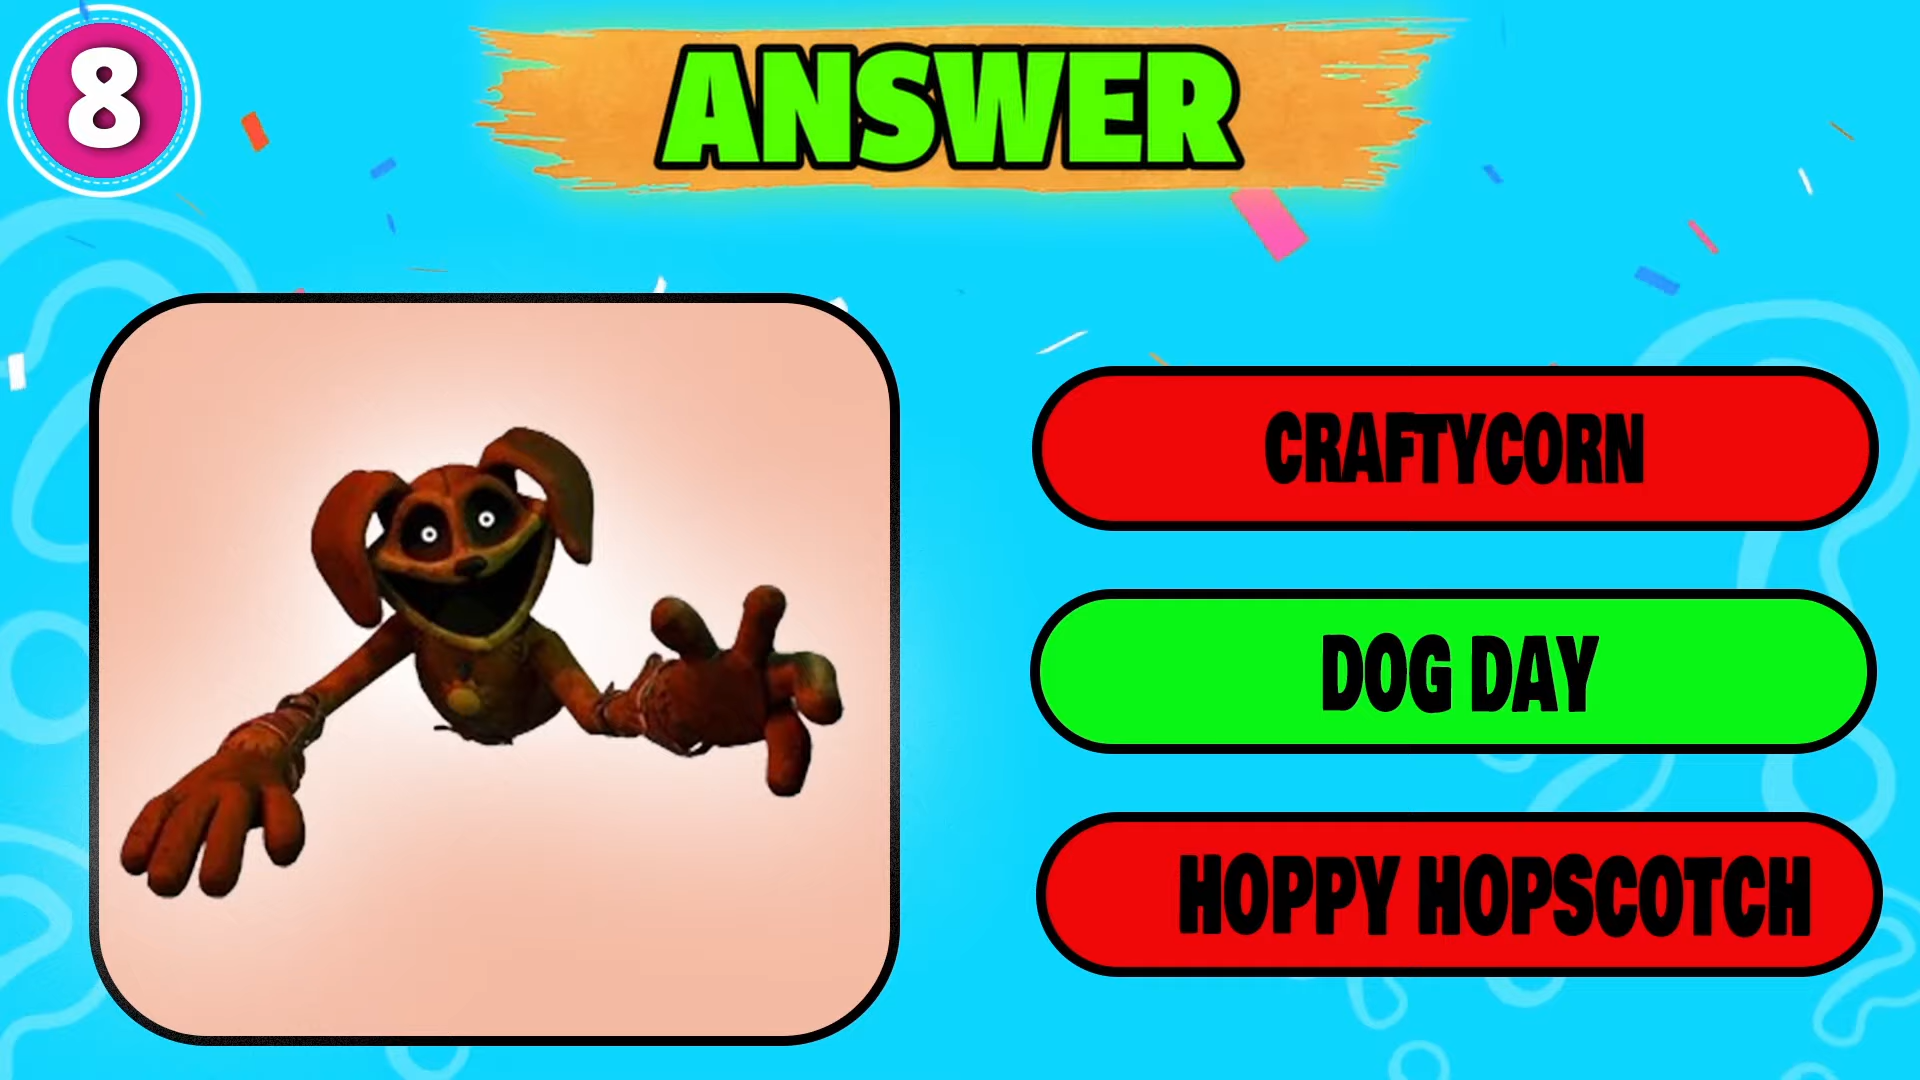 8
ANSWER
CRAFTYCORN
DOG DAY
HOPPY HOPSCOTCH